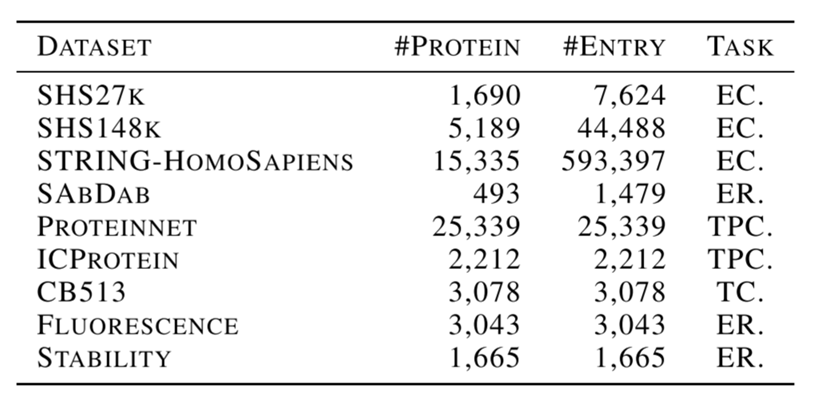 DATASET #PROTEIN #ENTRY TASK
SHS27K 1,690 7,624 EC.
SHS148K 5,189 44,488 EC.
STRING-HOMOSAPIENS 15,335 593,397 EC.
SABDAB 493 1,479 ER.
PROTEINNET 25,339 25,339 TPC.
ICPROTEIN 2,212 2,212 TPC.
CB513 3,078 3,078 TC.
FLUORESCENCE 3,043 3,043 ER.
STABILITY 1,665 1,665 ER.